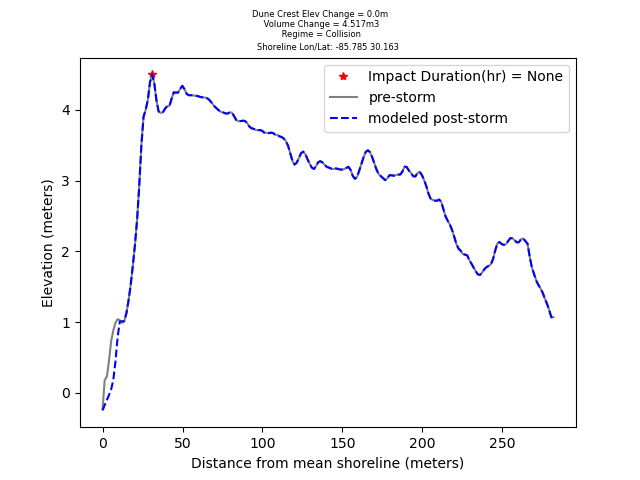 Dune Crest Elev Change = 0.0m
Volume Change = 4.517m3
Regime = Collision
Shoreline Lon/Lat: -85.785 30.163
Impact Duration(hr) = None
pre-storm
modeled post-storm
Elevation (meters)
4
3
2
1
0
0 50 100 150 200 250
Distance from mean shoreline (meters)